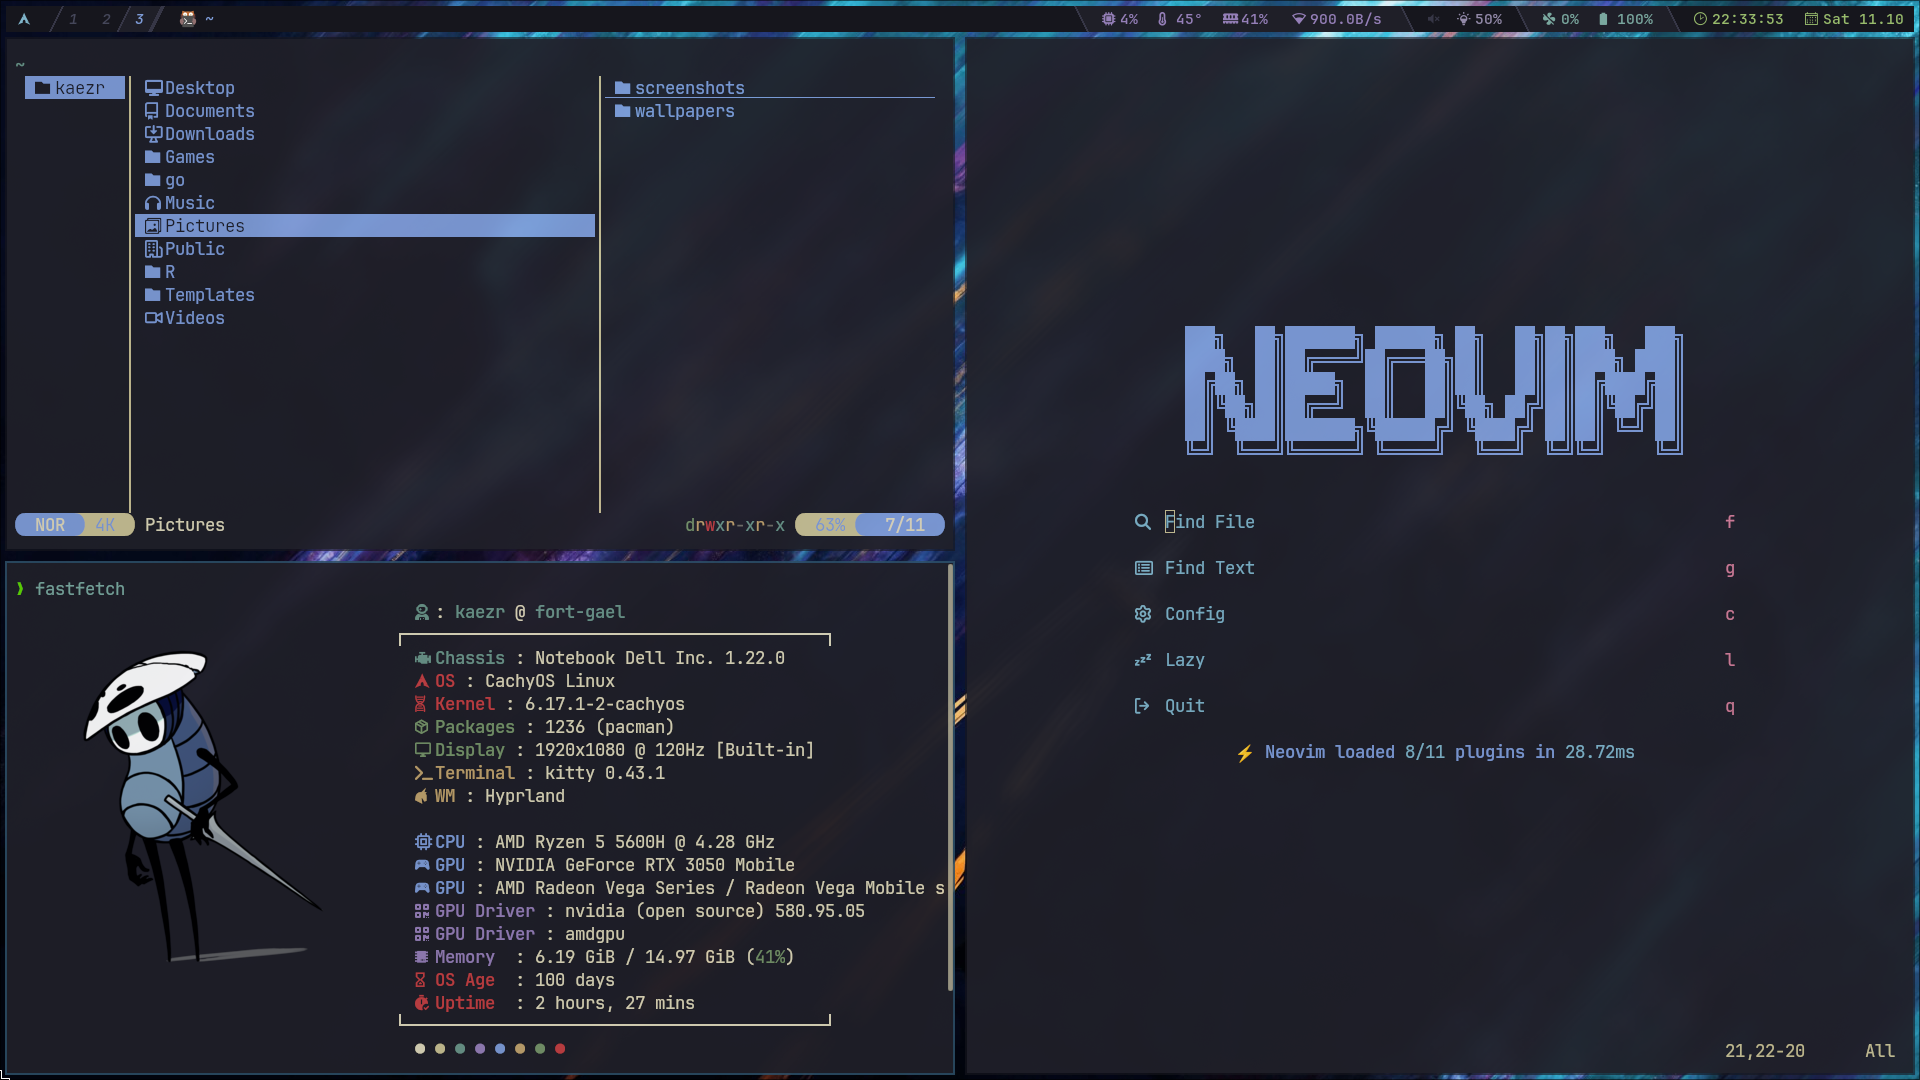 1 2 3 ~ 4% 45° 41% 900.0B/s 50% 0% 100% 22:33:53 Sat 11.10
~
kaezr
Desktop
Documents
Downloads
Games
go
Music
Pictures
Public
R
Templates
Videos
screenshots
wallpapers
NOR 4K Pictures drwxr-xr-x 63% 7/11
❯ fastfetch
: kaezr @ fort-gael
Chassis : Notebook Dell Inc. 1.22.0
OS : CachyOS Linux
Kernel : 6.17.1-2-cachyos
Packages : 1236 (pacman)
Display : 1920x1080 @ 120Hz [Built-in]
Terminal : kitty 0.43.1
WM : Hyprland
CPU : AMD Ryzen 5 5600H @ 4.28 GHz
GPU : NVIDIA GeForce RTX 3050 Mobile
GPU : AMD Radeon Vega Series / Radeon Vega Mobile s
GPU Driver : nvidia (open source) 580.95.05
GPU Driver : amdgpu
Memory : 6.19 GiB / 14.97 GiB (41%)
OS Age : 100 days
Uptime : 2 hours, 27 mins
NEOVIM
Find File f
Find Text g
Config c
Lazy l
Quit q
⚡ Neovim loaded 8/11 plugins in 28.72ms
21,22-20 All